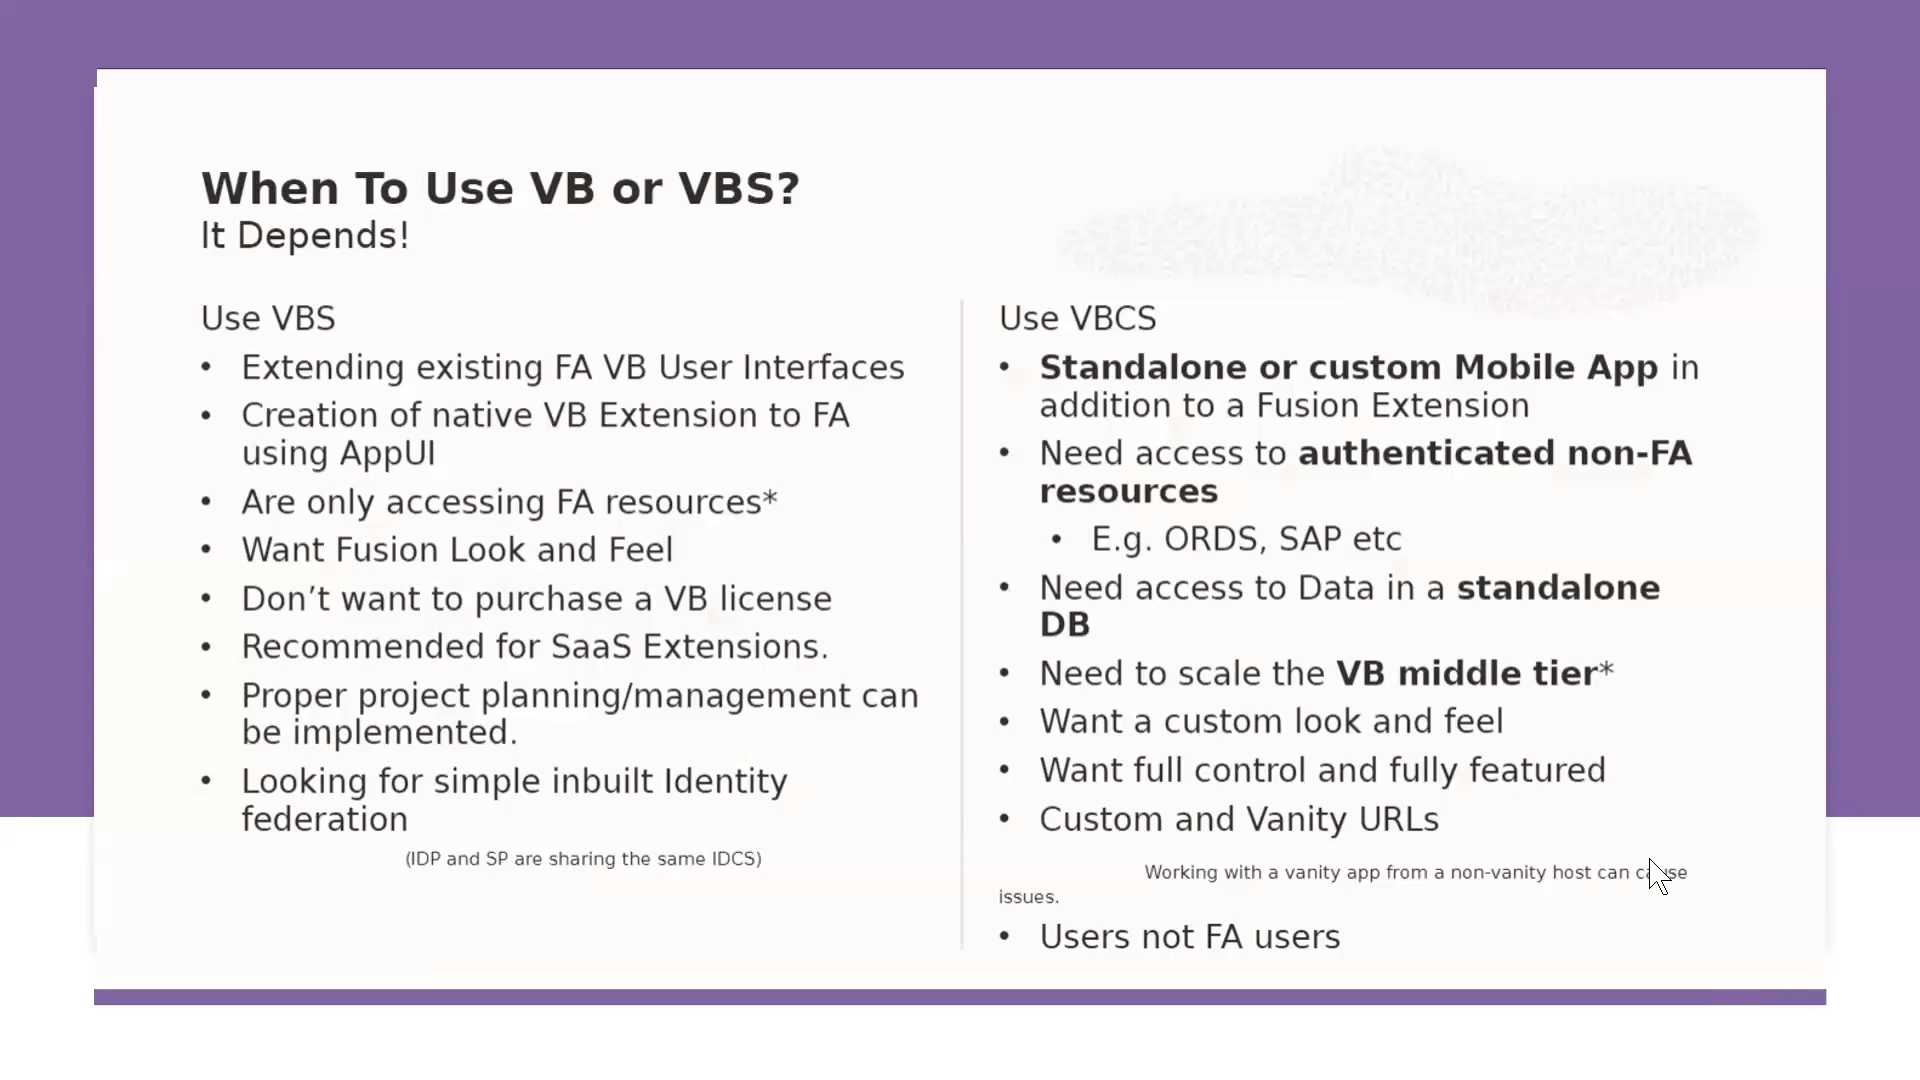 When To Use VB or VBS?
It Depends!
Use VBS
• Extending existing FA VB User Interfaces
• Creation of native VB Extension to FA
using AppUI
• Are only accessing FA resources*
• Want Fusion Look and Feel
• Don’t want to purchase a VB license
• Recommended for SaaS Extensions.
• Proper project planning/management can
be implemented.
• Looking for simple inbuilt Identity
federation
(IDP and SP are sharing the same IDCS)
Use VBCS
• Standalone or custom Mobile App in
addition to a Fusion Extension
• Need access to authenticated non-FA
resources
• E.g. ORDS, SAP etc
• Need access to Data in a standalone
DB
• Need to scale the VB middle tier*
• Want a custom look and feel
• Want full control and fully featured
• Custom and Vanity URLs
Working with a vanity app from a non-vanity host can cause
issues.
• Users not FA users